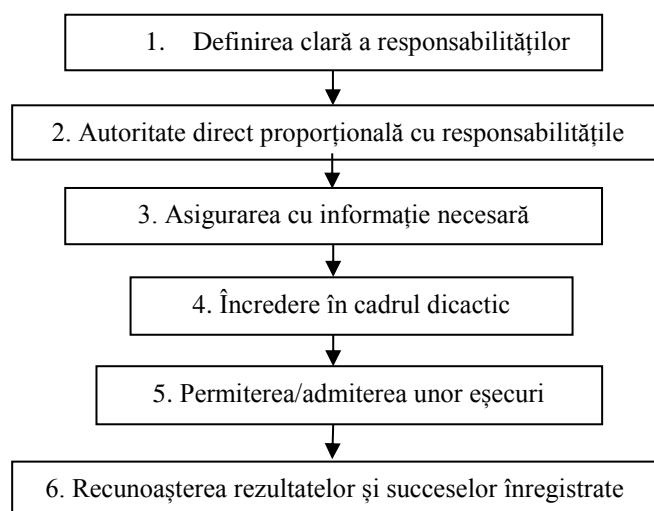 1. Definirea clară a responsabilităților
2. Autoritate direct proporțională cu responsabilitățile
3. Asigurarea cu informație necesară
4. Încredere în cadrul dicactic
5. Permiterea/admiterea unor eșecuri
6. Recunoașterea rezultatelor și succeselor înregistrate